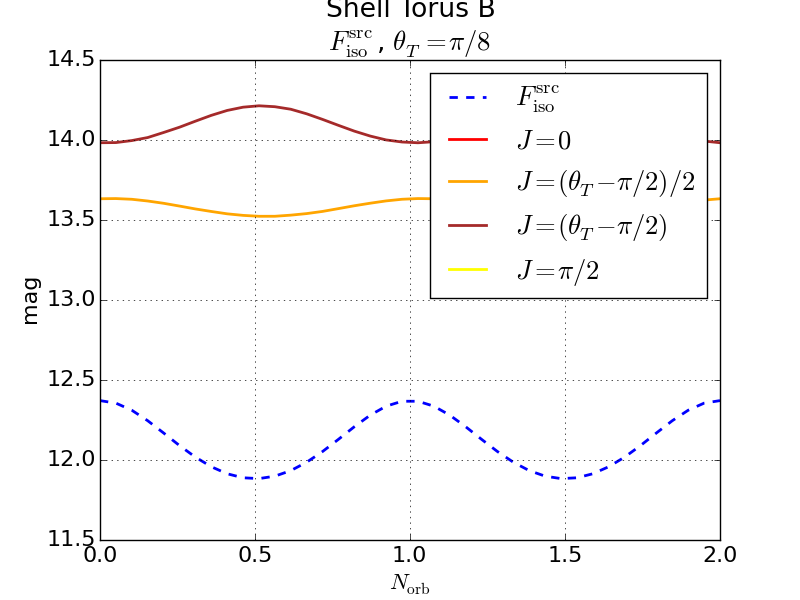 Shell Torus B
F_iso^src, θ_T = π/8
14.5
14.0
13.5
13.0
12.5
12.0
11.5
mag
F_iso^src
J=0
J=(θ_T−π/2)/2
J=(θ_T−π/2)
J=π/2
0.0 0.5 1.0 1.5 2.0
N_orb